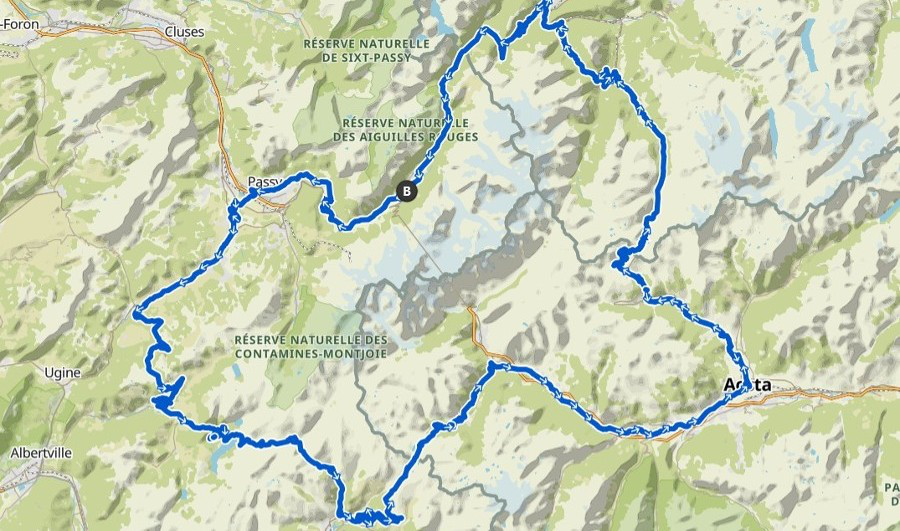 -Foron
Cluses
RÉSERVE NATURELLE
DE SIXT-PASSY
RÉSERVE NATURELLE
DES AIGUILLES ROUGES
B
Passy
RÉSERVE NATURELLE DES
CONTAMINES-MONTJOIE
Ugine
Aosta
Albertville
PA
D